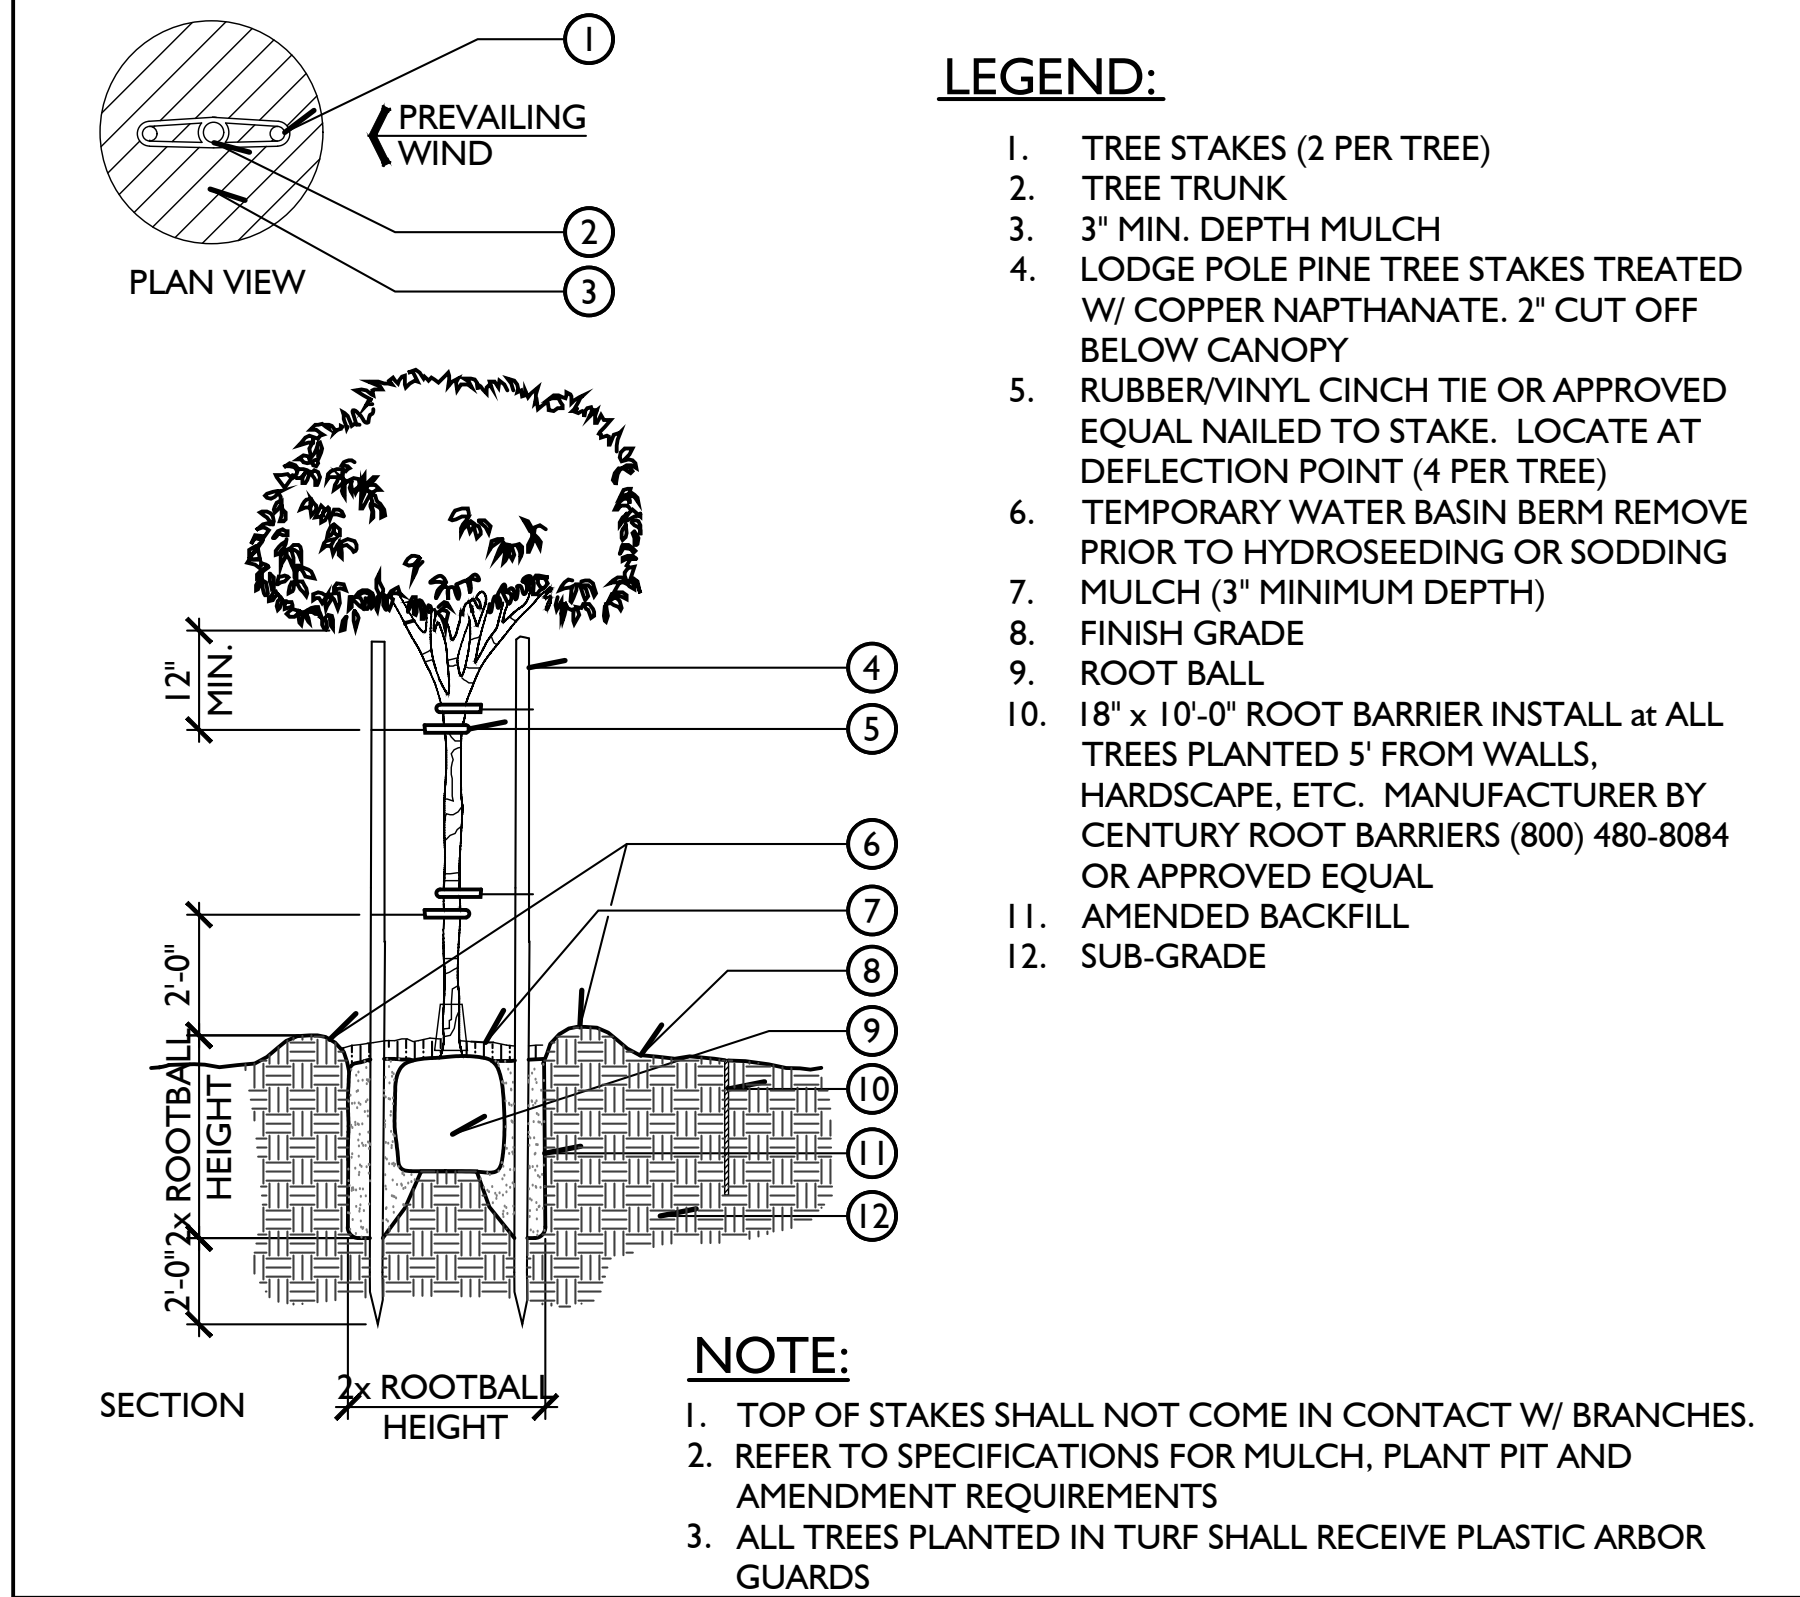 1
PREVAILING
WIND
2
PLAN VIEW
3
12"
MIN.
4
5
6
7
2'-0"
8
9
2x ROOTBALL
HEIGHT
10
11
12
2'-0"
SECTION
2x ROOTBALL
HEIGHT
LEGEND:
1. TREE STAKES (2 PER TREE)
2. TREE TRUNK
3. 3" MIN. DEPTH MULCH
4. LODGE POLE PINE TREE STAKES TREATED
W/ COPPER NAPTHANATE. 2" CUT OFF
BELOW CANOPY
5. RUBBER/VINYL CINCH TIE OR APPROVED
EQUAL NAILED TO STAKE.  LOCATE AT
DEFLECTION POINT (4 PER TREE)
6. TEMPORARY WATER BASIN BERM REMOVE
PRIOR TO HYDROSEEDING OR SODDING
7. MULCH (3" MINIMUM DEPTH)
8. FINISH GRADE
9. ROOT BALL
10. 18" x 10'-0" ROOT BARRIER INSTALL at ALL
TREES PLANTED 5' FROM WALLS,
HARDSCAPE, ETC.  MANUFACTURER BY
CENTURY ROOT BARRIERS (800) 480-8084
OR APPROVED EQUAL
11. AMENDED BACKFILL
12. SUB-GRADE
NOTE:
1. TOP OF STAKES SHALL NOT COME IN CONTACT W/ BRANCHES.
2. REFER TO SPECIFICATIONS FOR MULCH, PLANT PIT AND
AMENDMENT REQUIREMENTS
3. ALL TREES PLANTED IN TURF SHALL RECEIVE PLASTIC ARBOR
GUARDS